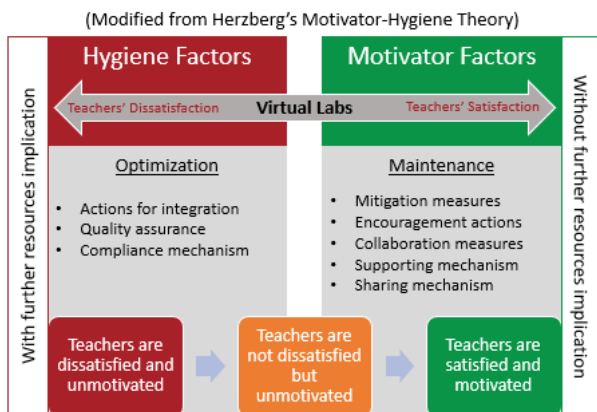 (Modified from Herzberg's Motivator-Hygiene Theory)
Hygiene Factors
Motivator Factors
Teachers' Dissatisfaction
Virtual Labs
Teachers' Satisfaction
With further resources implication
Optimization
• Actions for integration
• Quality assurance
• Compliance mechanism
Maintenance
• Mitigation measures
• Encouragement actions
• Collaboration measures
• Supporting mechanism
• Sharing mechanism
Without further resources implication
Teachers are
dissatisfied and
unmotivated
Teachers are
not dissatisfied
but
unmotivated
Teachers are
satisfied and
motivated